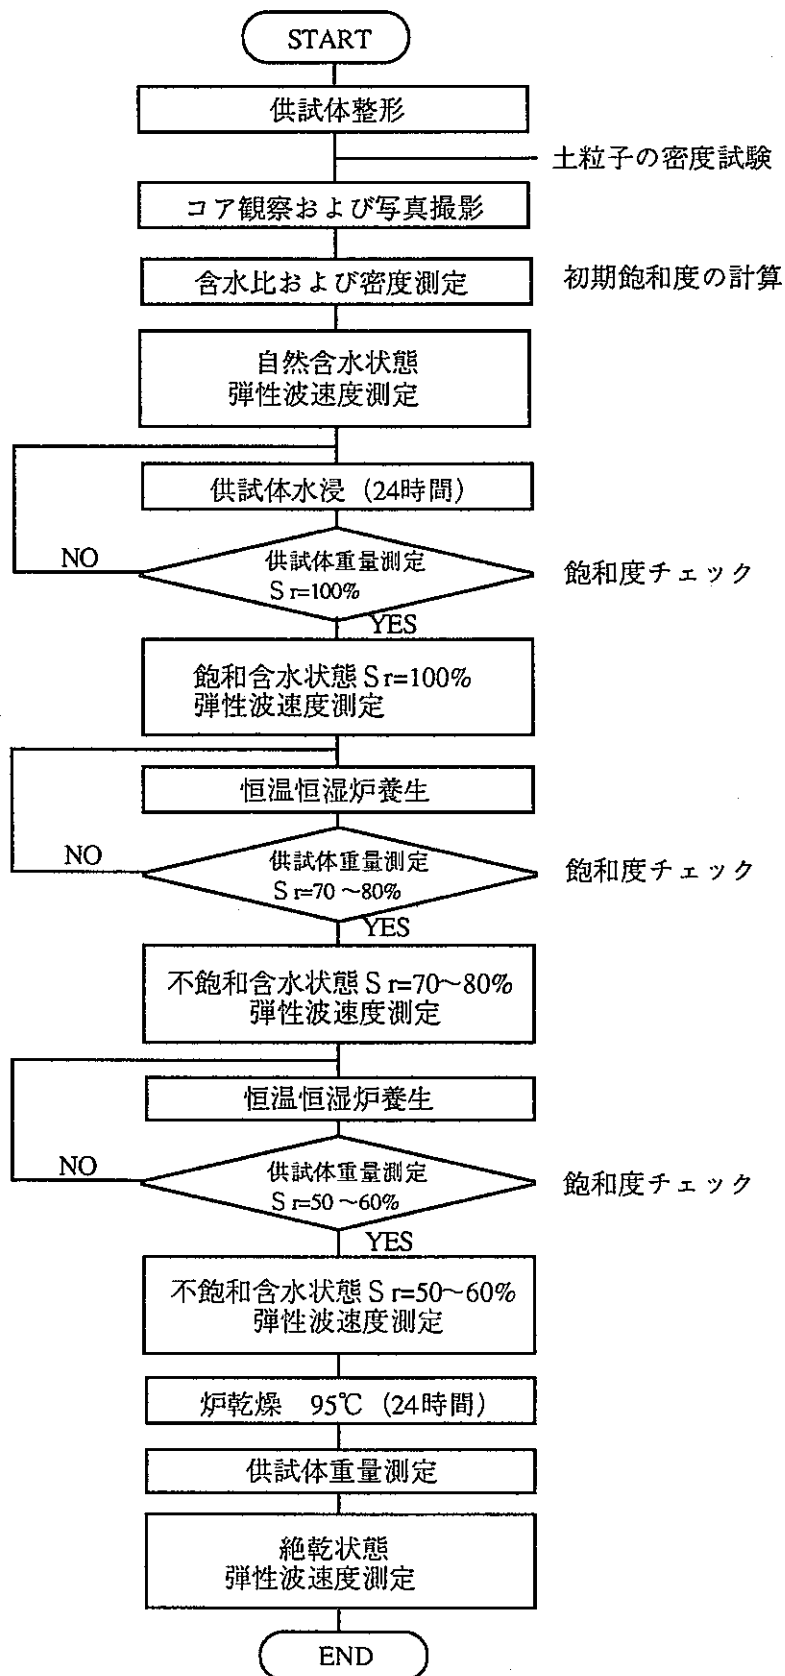 START
供試体整形
土粒子の密度試験
コア観察および写真撮影
含水比および密度測定
初期飽和度の計算
自然含水状態
弾性波速度測定
供試体水浸（24時間）
供試体重量測定
Sr=100%
NO
飽和度チェック
YES
飽和含水状態Sr=100%
弾性波速度測定
恒温恒湿炉養生
供試体重量測定
Sr=70～80%
NO
飽和度チェック
YES
不飽和含水状態Sr=70～80%
弾性波速度測定
恒温恒湿炉養生
供試体重量測定
Sr=50～60%
NO
飽和度チェック
YES
不飽和含水状態Sr=50～60%
弾性波速度測定
炉乾燥　95℃（24時間）
供試体重量測定
絶乾状態
弾性波速度測定
END